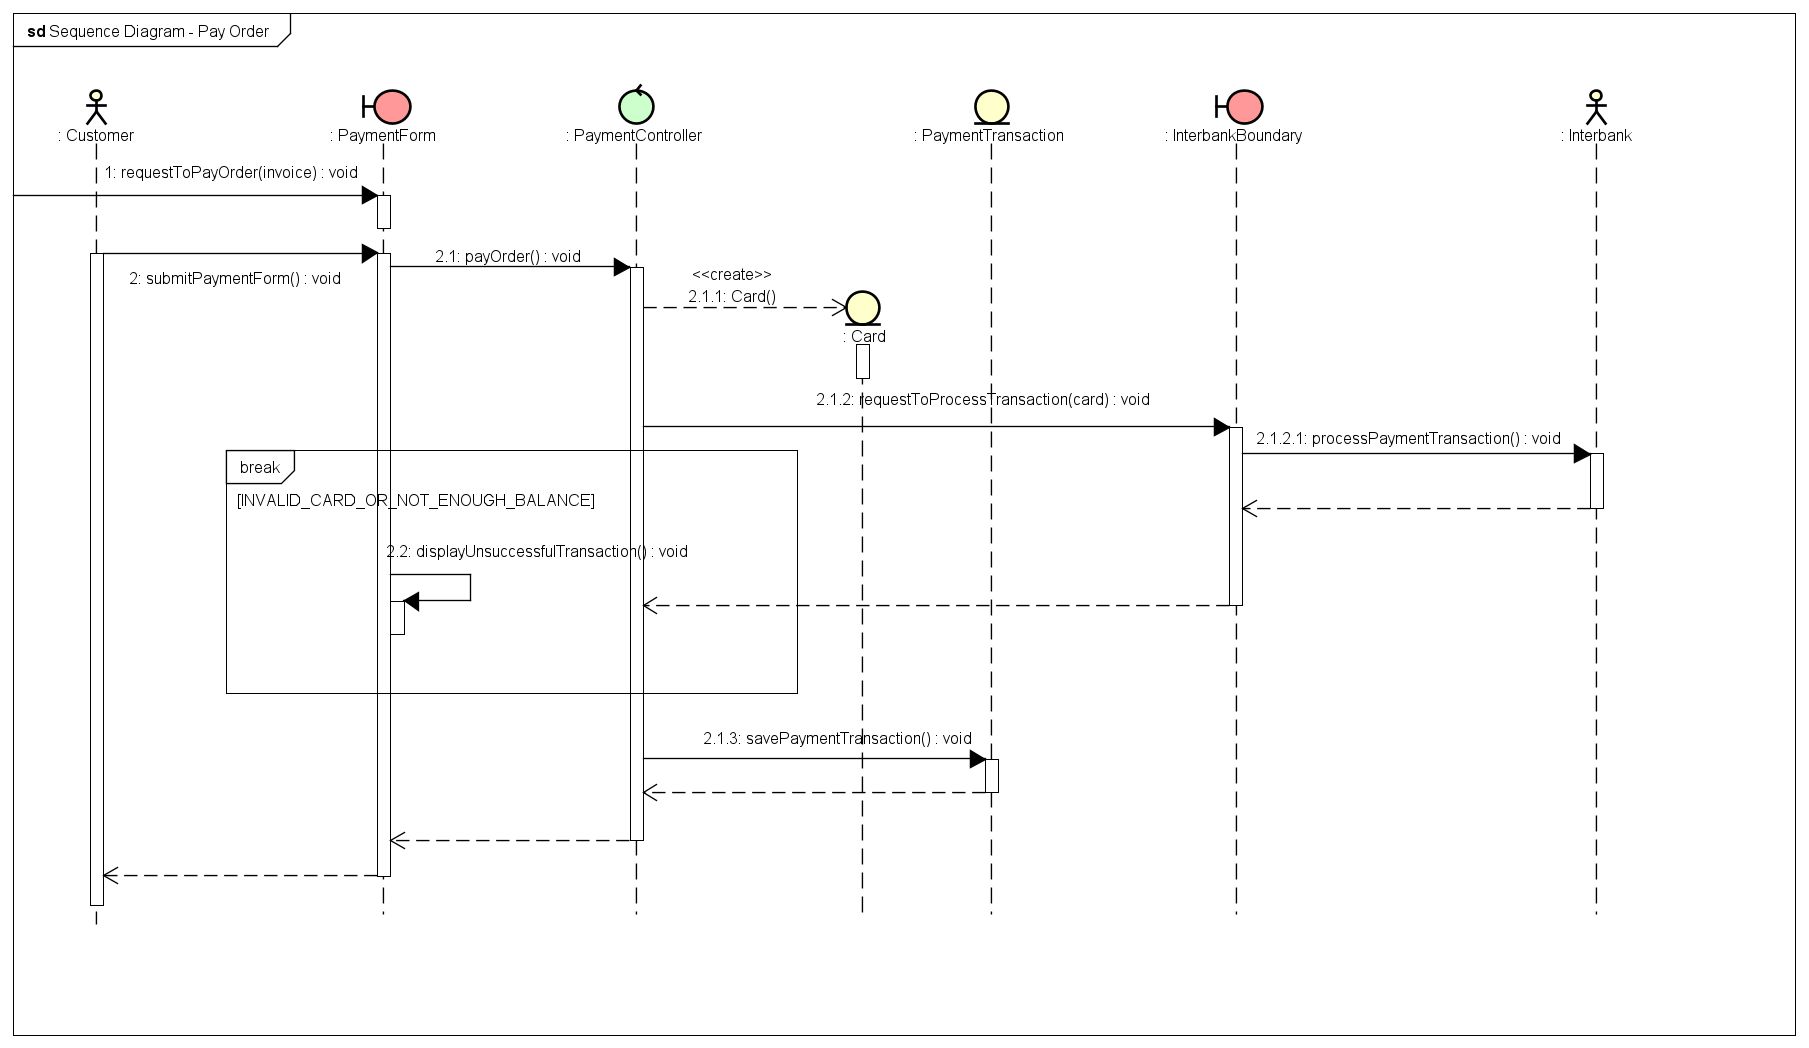 sd Sequence Diagram - Pay Order
: Customer
: PaymentForm
: PaymentController
: PaymentTransaction
: InterbankBoundary
: Interbank
1: requestToPayOrder(invoice) : void
2: submitPaymentForm() : void
2.1: payOrder() : void
<<create>>
2.1.1: Card()
: Card
2.1.2: requestToProcessTransaction(card) : void
2.1.2.1: processPaymentTransaction() : void
break
[INVALID_CARD_OR_NOT_ENOUGH_BALANCE]
2.2: displayUnsuccessfulTransaction() : void
2.1.3: savePaymentTransaction() : void